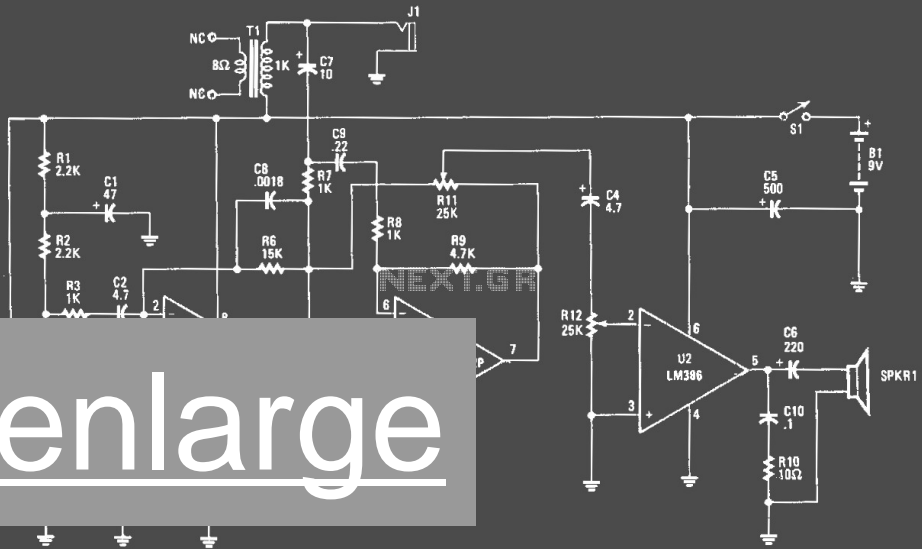 J1
NC
T1
8Ω
1K
C7
10
NC
S1
B1
9V
R1
2.2K
C1
47
C8
.0018
R7
1K
C9
.22
R11
25K
C4
4.7
C5
500
R2
2.2K
R6
15K
R8
1K
R9
4.7K
NEXT.GR
R3
1K
C2
4.7
2
6
R12
25K
2
6
U2
LM386
5
C6
220
SPKR1
7
3
4
C10
.1
R10
10Ω
enlarge